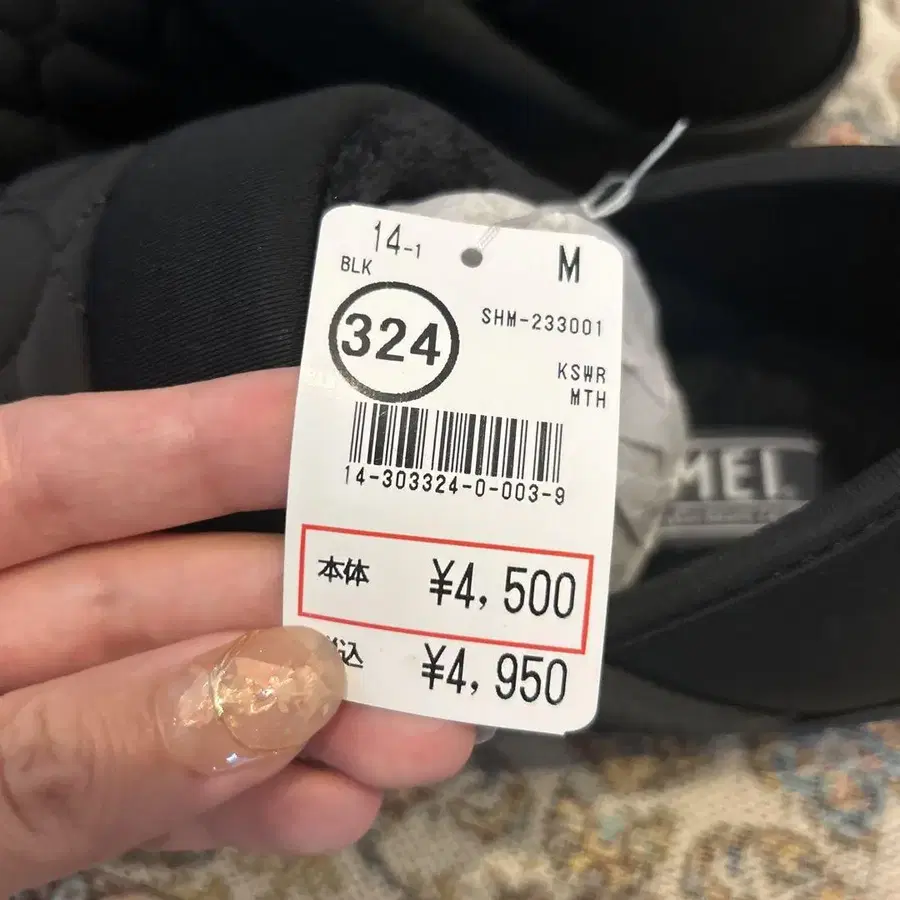 14-1
M
BLK
324
SHM-233001
KSWR
MTH
14-303324-0-003-9
本体 ¥4,500
込 ¥4,950
MEI